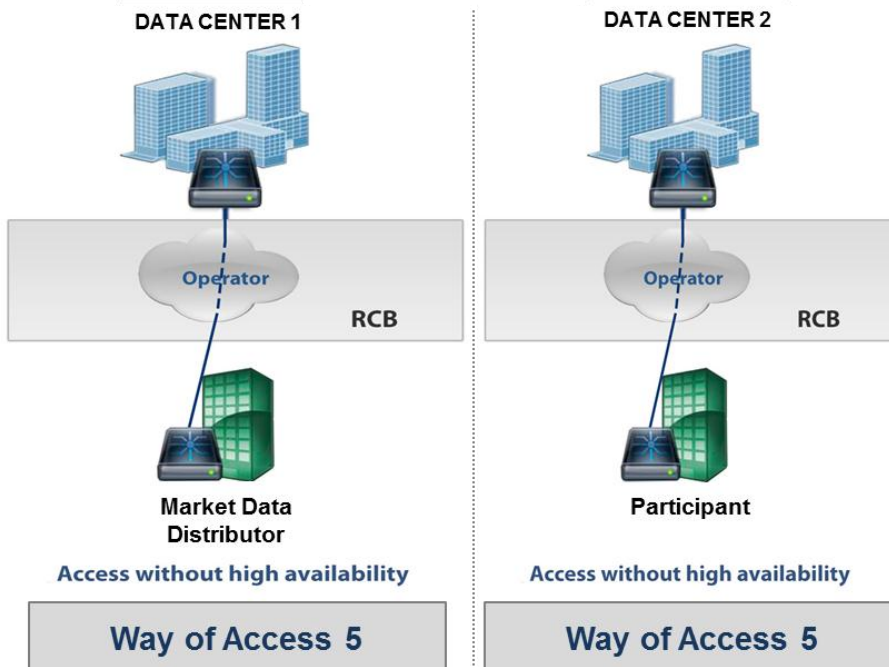 DATA CENTER 1
Operator
RCB
Market Data
Distributor
Access without high availability
Way of Access 5
DATA CENTER 2
Operator
RCB
Participant
Access without high availability
Way of Access 5